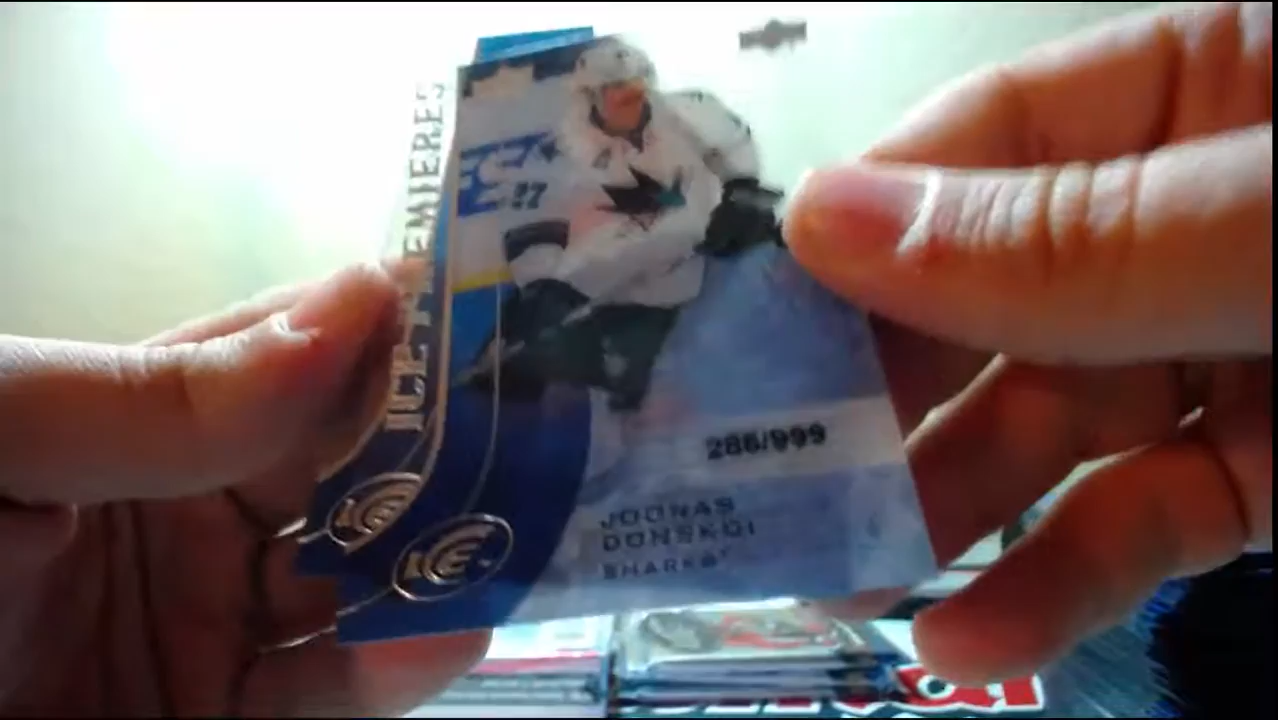 ICE PREMIERES
286/999
JOONAS
DONSKOI
SHARKS
ICE
ICE